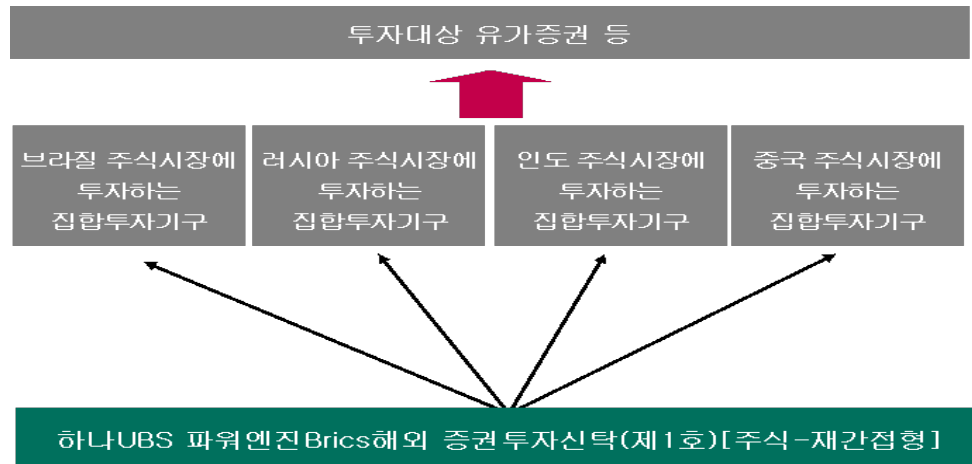 투자대상 유가증권 등
브라질 주식시장에
투자하는
집합투자기구
러시아 주식시장에
투자하는
집합투자기구
인도 주식시장에
투자하는
집합투자기구
중국 주식시장에
투자하는
집합투자기구
하나UBS 파워엔진Brics해외 증권투자신탁(제1호)[주식-재간접형]